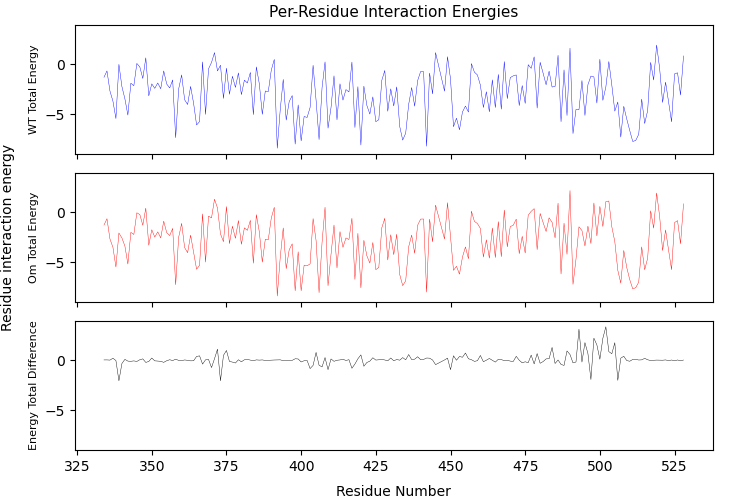 Per-Residue Interaction Energies
Residue interaction energy
WT Total Energy
0
−5
Om Total Energy
0
−5
Energy Total Difference
0
−5
325 350 375 400 425 450 475 500 525
Residue Number